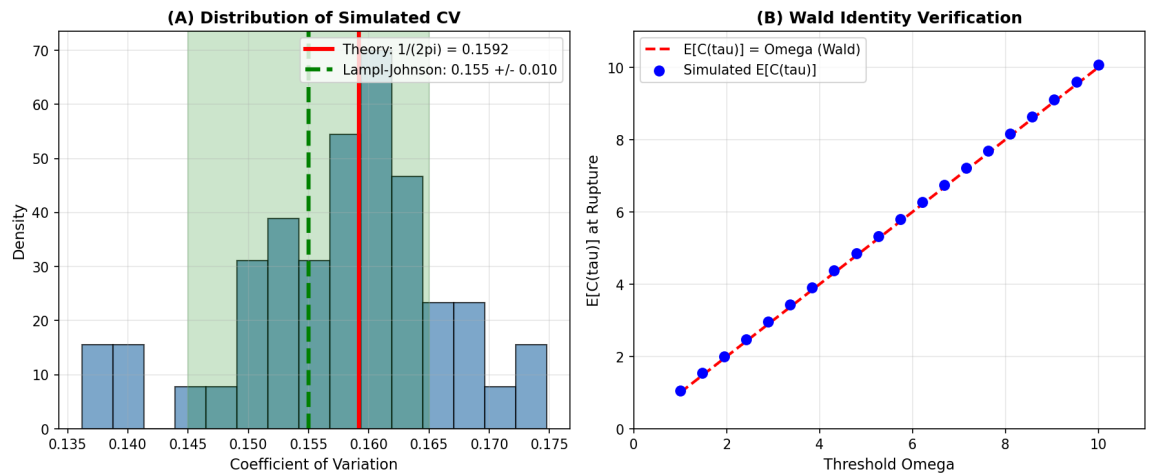 (A) Distribution of Simulated CV
Theory: 1/(2pi) = 0.1592
Lampl-Johnson: 0.155 +/- 0.010
Density
70
60
50
40
30
20
10
0
0.135 0.140 0.145 0.150 0.155 0.160 0.165 0.170 0.175
Coefficient of Variation
(B) Wald Identity Verification
E[C(tau)] = Omega (Wald)
Simulated E[C(tau)]
E[C(tau)] at Rupture
10
8
6
4
2
0
0 2 4 6 8 10
Threshold Omega